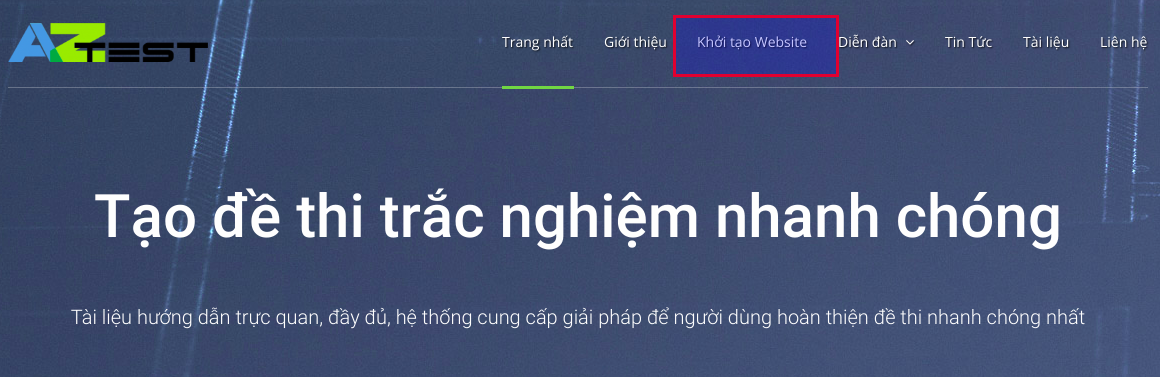 AZTEST
Trang nhất Giới thiệu Khởi tạo Website Diễn đàn Tin Tức Tài liệu Liên hệ
Tạo đề thi trắc nghiệm nhanh chóng
Tài liệu hướng dẫn trực quan, đầy đủ, hệ thống cung cấp giải pháp để người dùng hoàn thiện đề thi nhanh chóng nhất